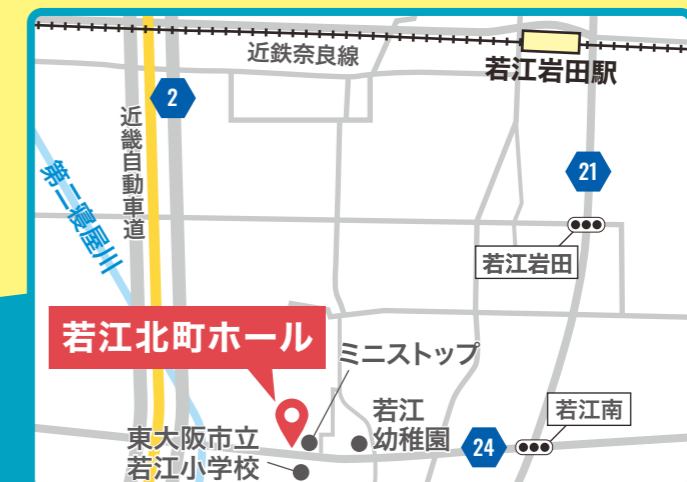 近鉄奈良線
若江岩田駅
2
近畿自動車道
第二寝屋川
21
若江岩田
若江北町ホール
ミニストップ
若江
幼稚園
若江南
24
東大阪市立
若江小学校